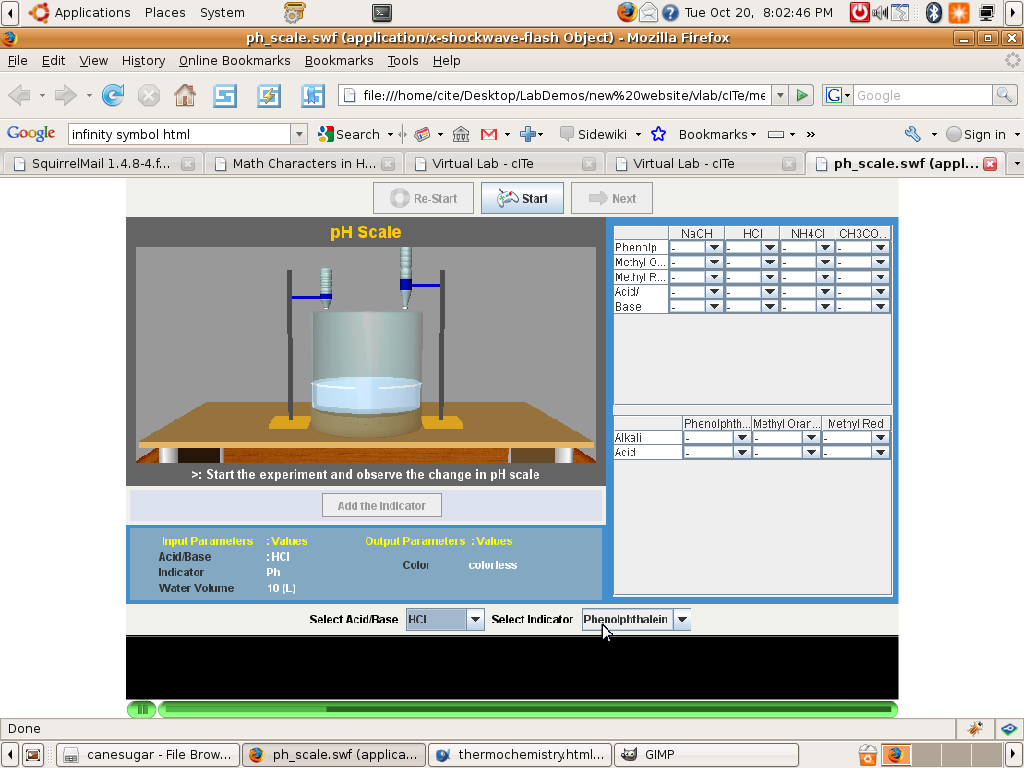 Applications Places System Tue Oct 20, 8:02:46 PM
ph_scale.swf (application/x-shockwave-flash Object) - Mozilla Firefox
File Edit View History Online Bookmarks Bookmarks Tools Help
file:///home/cite/Desktop/LabDemos/new%20website/vlab/cITe/me G Google
Google infinity symbol html Search Sidewiki Bookmarks » Sign in
SquirrelMail 1.4.8-4.f... Math Characters in H... Virtual Lab - cITe Virtual Lab - cITe ph_scale.swf (appl...
Re-Start Start Next
pH Scale
NaCH HCl NH4Cl CH3CO...
Phenolp - - - -
Methyl O... - - - -
Methyl R... - - - -
Acid/ - - - -
Base - - - -
Phenolphth... Methyl Oran... Methyl Red
Alkali - - -
Acid - - -
>: Start the experiment and observe the change in pH scale
Add the Indicator
Input Parameters : Values Output Parameters : Values
Acid/Base : HCl
Color colorless
Indicator Ph
Water Volume 10 (L)
Select Acid/Base HCl Select Indicator Phenolphthalein
Done
canesugar - File Brow... ph_scale.swf (applica... thermochemistry.html... GIMP